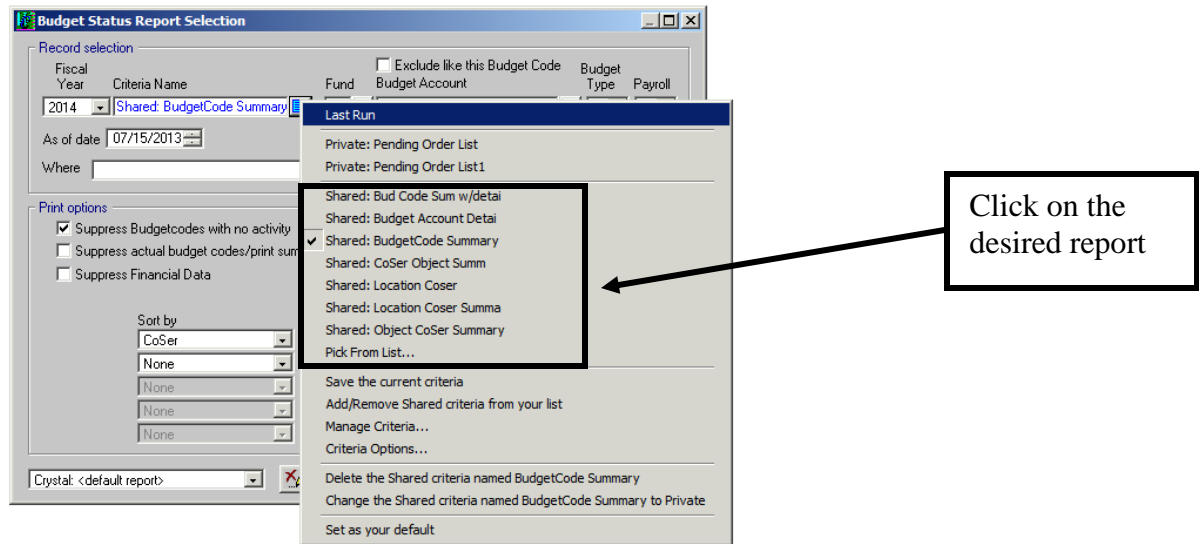 Budget Status Report Selection
Record selection
Exclude like this Budget Code
Fiscal Year
Criteria Name
Fund
Budget Account
Budget Type
Payroll
2014
Shared: BudgetCode Summary
As of date 07/15/2013
Where
Print options
Suppress Budgetcodes with no activity
Suppress actual budget codes/print sum
Suppress Financial Data
Sort by
CoSer
None
None
None
None
Crystal: <default report>
Last Run
Private: Pending Order List
Private: Pending Order List1
Shared: Bud Code Sum w/detai
Shared: Budget Account Detai
Shared: BudgetCode Summary
Shared: CoSer Object Summ
Shared: Location Coser
Shared: Location Coser Summa
Shared: Object CoSer Summary
Pick From List...
Save the current criteria
Add/Remove Shared criteria from your list
Manage Criteria...
Criteria Options...
Delete the Shared criteria named BudgetCode Summary
Change the Shared criteria named BudgetCode Summary to Private
Set as your default
Click on the
desired report